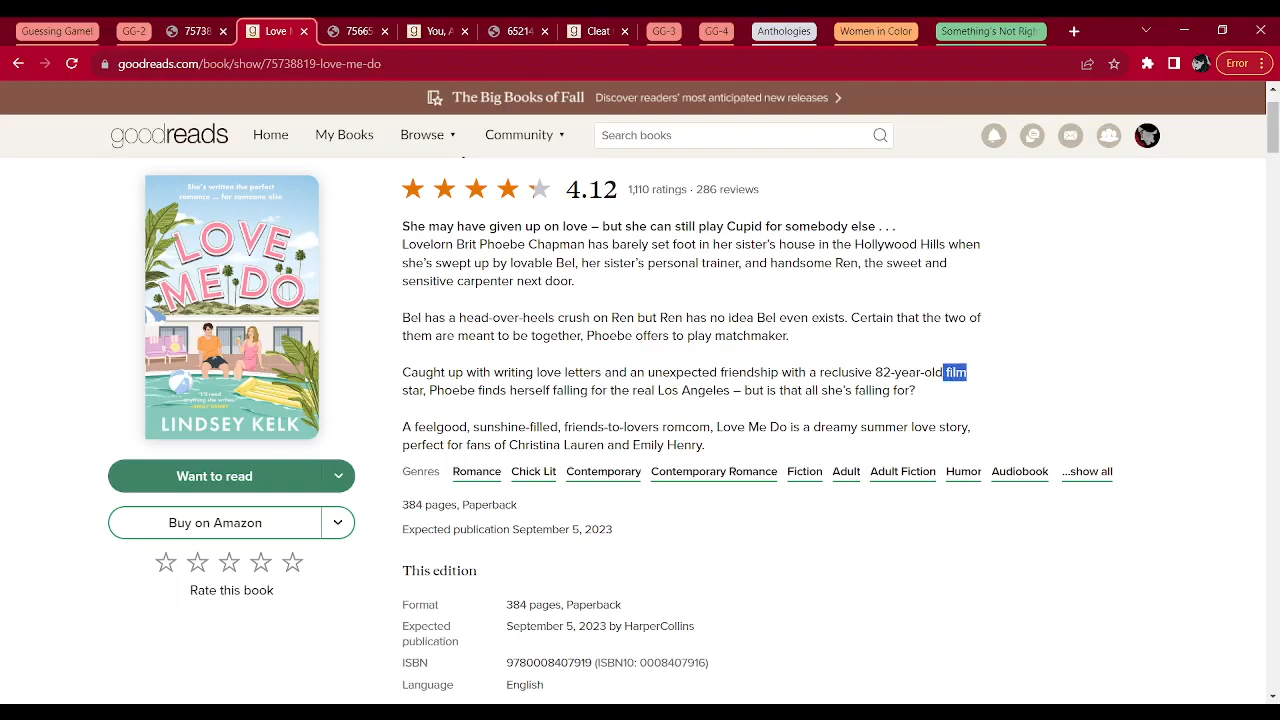 Guessing Game!
GG-2
75738
Love M
75665
You, A
65214
Cleat
GG-3
GG-4
Anthologies
Women in Color
Something's Not Righ
goodreads.com/book/show/75738819-love-me-do
Error
The Big Books of Fall Discover readers' most anticipated new releases
goodreads
Home
My Books
Browse
Community
Search books
She's written the perfect
romance ... for someone else
LOVE
ME DO
"I'll read
anything she writes"
EMILY HENRY
LINDSEY KELK
Want to read
Buy on Amazon
Rate this book
4.12 1,110 ratings · 286 reviews
She may have given up on love – but she can still play Cupid for somebody else . . .
Lovelorn Brit Phoebe Chapman has barely set foot in her sister's house in the Hollywood Hills when
she's swept up by lovable Bel, her sister's personal trainer, and handsome Ren, the sweet and
sensitive carpenter next door.
Bel has a head-over-heels crush on Ren but Ren has no idea Bel even exists. Certain that the two of
them are meant to be together, Phoebe offers to play matchmaker.
Caught up with writing love letters and an unexpected friendship with a reclusive 82-year-old film
star, Phoebe finds herself falling for the real Los Angeles – but is that all she's falling for?
A feelgood, sunshine-filled, friends-to-lovers romcom, Love Me Do is a dreamy summer love story,
perfect for fans of Christina Lauren and Emily Henry.
Genres Romance Chick Lit Contemporary Contemporary Romance Fiction Adult Adult Fiction Humor Audiobook ...show all
384 pages, Paperback
Expected publication September 5, 2023
This edition
Format 384 pages, Paperback
Expected September 5, 2023 by HarperCollins
publication
ISBN 9780008407919 (ISBN10: 0008407916)
Language English